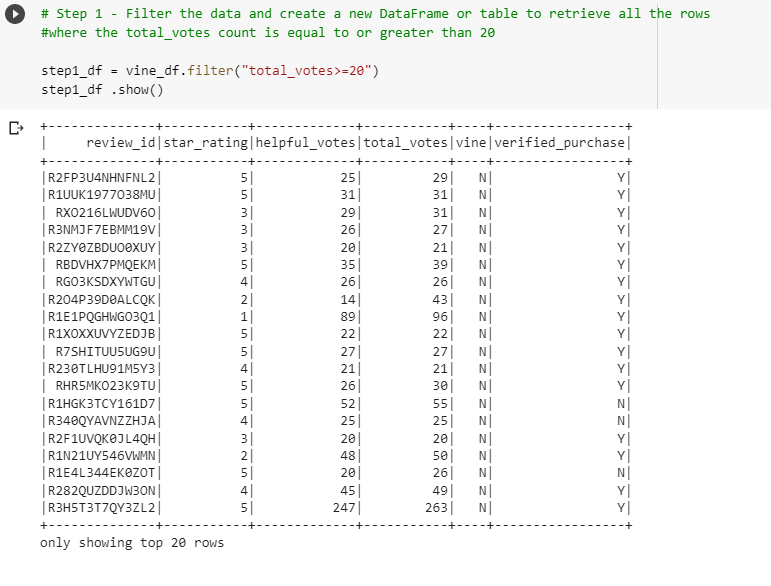 # Step 1 - Filter the data and create a new DataFrame or table to retrieve all the rows
#where the total_votes count is equal to or greater than 20
step1_df = vine_df.filter("total_votes>=20")
step1_df .show()
+--------------+-----------+-------------+-----------+----+-----------------+
|     review_id|star_rating|helpful_votes|total_votes|vine|verified_purchase|
+--------------+-----------+-------------+-----------+----+-----------------+
|R2FP3U4NHNFNL2|          5|           25|         29|   N|                Y|
|R1UUK1977O38MU|          5|           31|         31|   N|                Y|
| RXO216LWUDV6O|          3|           29|         31|   N|                Y|
|R3NMJF7EBMM19V|          3|           26|         27|   N|                Y|
|R2ZY0ZBDUO0XUY|          3|           20|         21|   N|                Y|
| RBDVHX7PMQEKM|          5|           35|         39|   N|                Y|
| RGO3KSDXYWTGU|          4|           26|         26|   N|                Y|
|R2O4P39D0ALCQK|          2|           14|         43|   N|                Y|
|R1E1PQGHWGO3Q1|          1|           89|         96|   N|                Y|
|R1XOXXUVYZEDJB|          5|           22|         22|   N|                Y|
| R7SHITUU5UG9U|          5|           27|         27|   N|                Y|
|R230TLHU91M5Y3|          4|           21|         21|   N|                Y|
| RHR5MKO23K9TU|          5|           26|         30|   N|                Y|
|R1HGK3TCY161D7|          5|           52|         55|   N|                N|
|R340QYAVNZZHJA|          4|           25|         25|   N|                N|
|R2F1UVQK0JL4QH|          3|           20|         20|   N|                Y|
|R1N21UY546VWMN|          2|           48|         50|   N|                Y|
|R1E4L344EK0ZOT|          5|           20|         26|   N|                N|
|R282QUZDDJW3ON|          4|           45|         49|   N|                Y|
|R3H5T3T7QY3ZL2|          5|          247|        263|   N|                Y|
+--------------+-----------+-------------+-----------+----+-----------------+
only showing top 20 rows